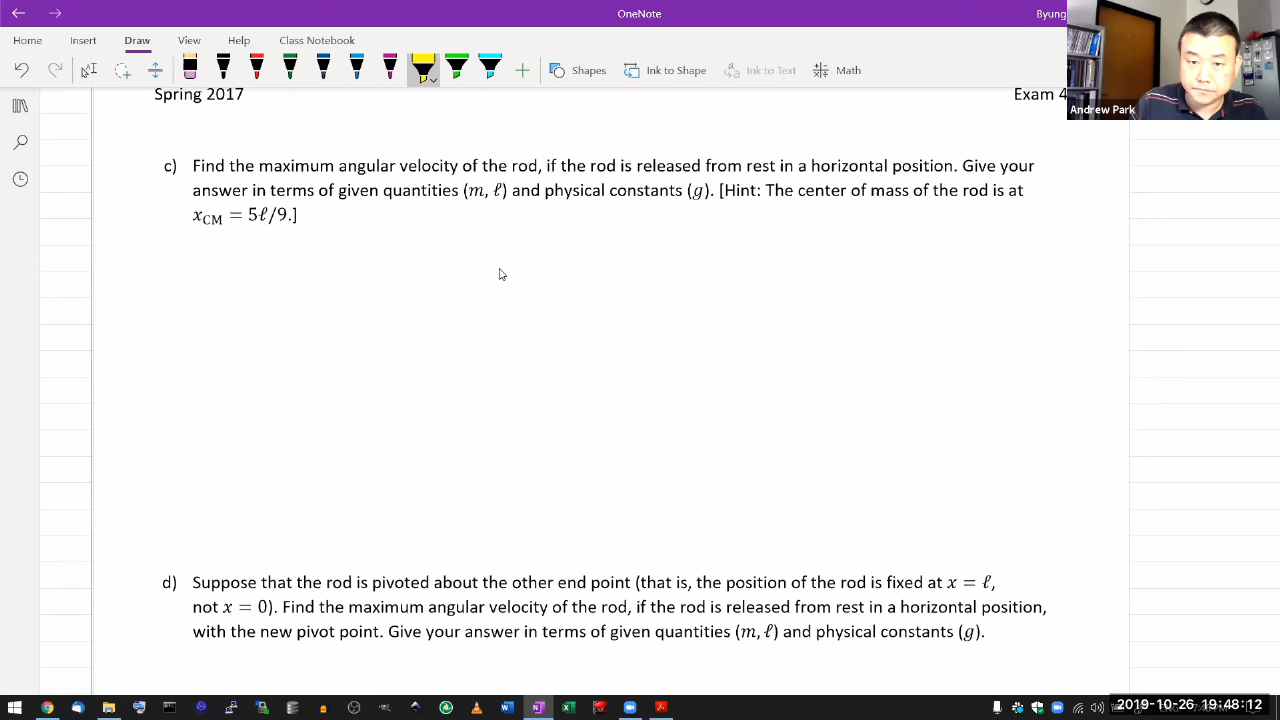 OneNote
Byung
Home
Insert
Draw
View
Help
Class Notebook
Shapes
Ink to Shape
Ink to Text
Math
Andrew Park
Spring 2017
Exam 4
c) Find the maximum angular velocity of the rod, if the rod is released from rest in a horizontal position. Give your
answer in terms of given quantities (m, ℓ) and physical constants (g). [Hint: The center of mass of the rod is at
x_CM = 5ℓ/9.]
d) Suppose that the rod is pivoted about the other end point (that is, the position of the rod is fixed at x = ℓ,
not x = 0). Find the maximum angular velocity of the rod, if the rod is released from rest in a horizontal position,
with the new pivot point. Give your answer in terms of given quantities (m, ℓ) and physical constants (g).
2019-10-26 19:48:12